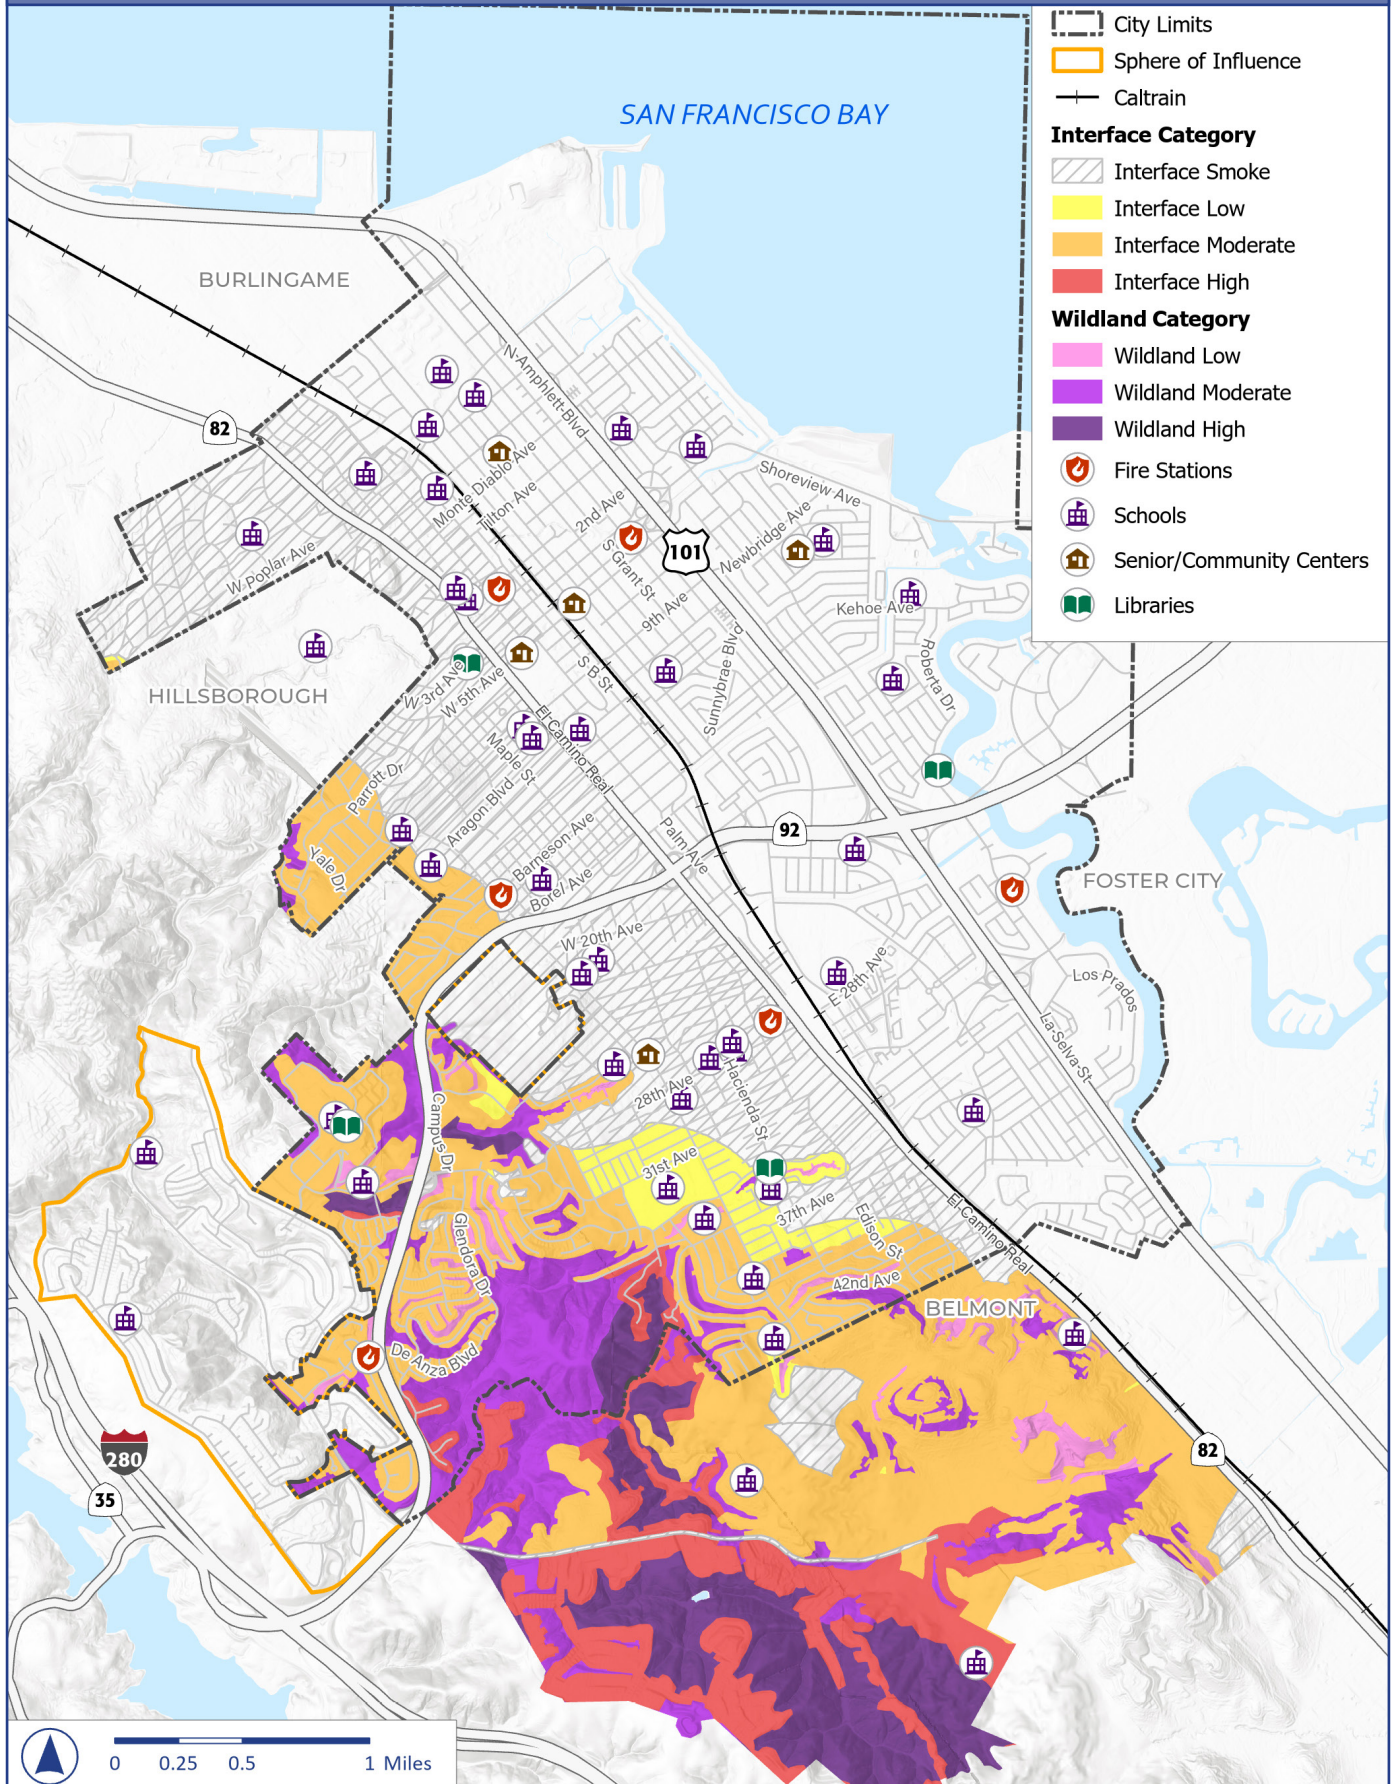 City Limits
Sphere of Influence
Caltrain
Interface Category
Interface Smoke
Interface Low
Interface Moderate
Interface High
Wildland Category
Wildland Low
Wildland Moderate
Wildland High
Fire Stations
Schools
Senior/Community Centers
Libraries
SAN FRANCISCO BAY
BURLINGAME
N Amphlett Blvd
82
Monte Diablo Ave
Tilton Ave
2nd Ave
Shoreview Ave
101
Newbridge Ave
W Poplar Ave
S Grant St
9th Ave
Kehoe Ave
Roberta Dr
Sunnybrae Blvd
HILLSBOROUGH
W 3rd Ave
W 5th Ave
S B St
El Camino Real
Maple St
Parrott Dr
Aragon Blvd
Barneson Ave
Borel Ave
Palm Ave
92
Yale Dr
FOSTER CITY
W 20th Ave
E 28th Ave
Los Prados
La Selva St
28th Ave
Hacienda St
Campus Dr
31st Ave
37th Ave
Edison St
El Camino Real
Glendora Dr
42nd Ave
BELMONT
De Anza Blvd
280
35
82
0
0.25
0.5
1 Miles